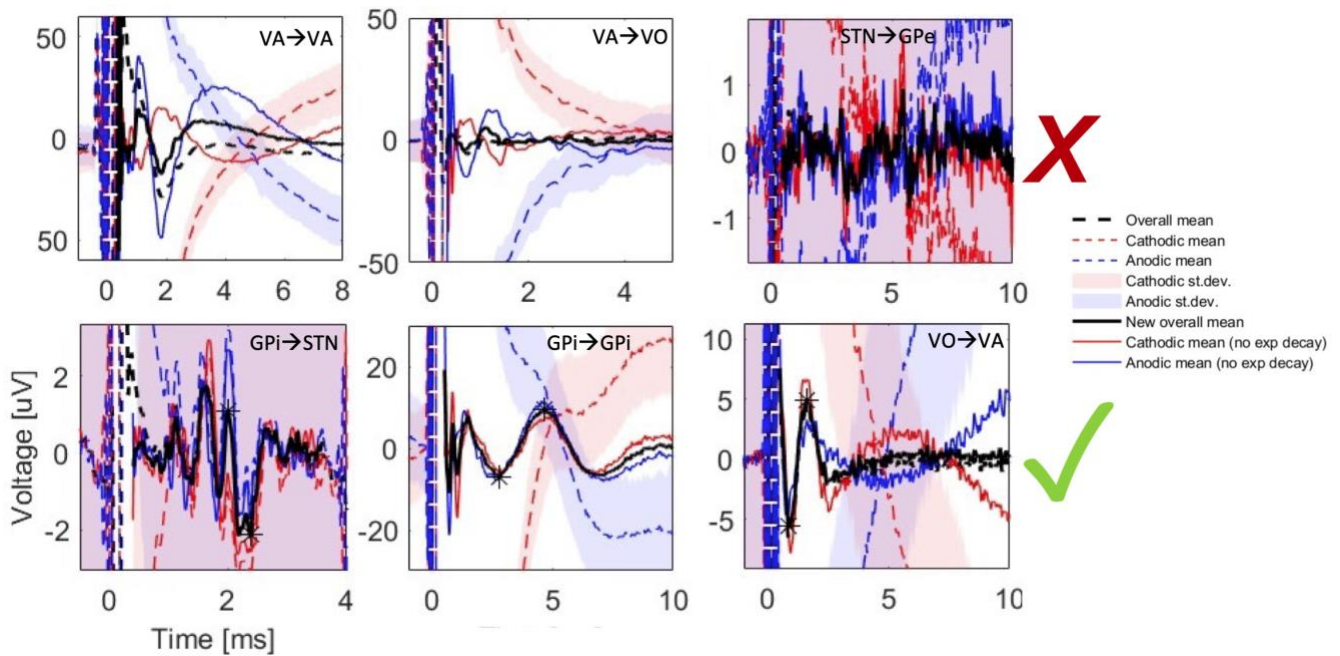 VA→VA
50
0
50
0
2
4
6
8
VA→VO
50
0
-50
0
2
4
STN→GPe
1
0
-1
0
5
10
X
Overall mean
Cathodic mean
Anodic mean
Cathodic st.dev.
Anodic st.dev.
New overall mean
Cathodic mean (no exp decay)
Anodic mean (no exp decay)
Voltage [uV]
GPi→STN
2
0
-2
0
2
4
Time [ms]
GPi→GPi
20
0
-20
0
5
10
VO→VA
10
5
0
-5
0
5
10